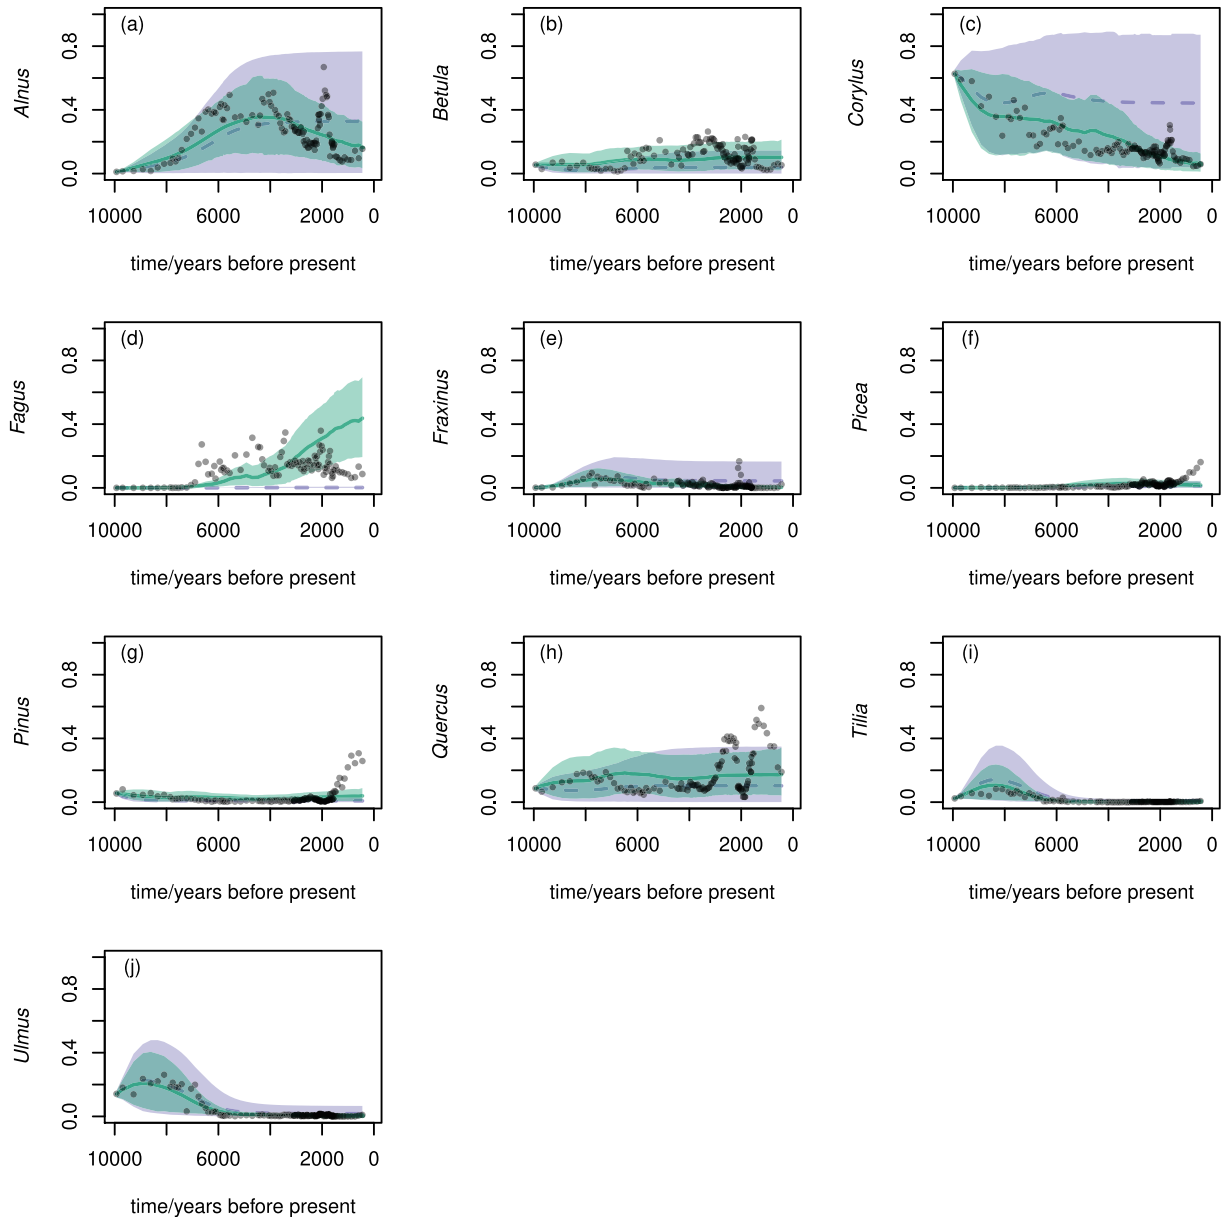 (a)
Alnus
0.0 0.4 0.8
10000 6000 2000 0
time/years before present
(b)
Betula
0.0 0.4 0.8
10000 6000 2000 0
time/years before present
(c)
Corylus
0.0 0.4 0.8
10000 6000 2000 0
time/years before present
(d)
Fagus
0.0 0.4 0.8
10000 6000 2000 0
time/years before present
(e)
Fraxinus
0.0 0.4 0.8
10000 6000 2000 0
time/years before present
(f)
Picea
0.0 0.4 0.8
10000 6000 2000 0
time/years before present
(g)
Pinus
0.0 0.4 0.8
10000 6000 2000 0
time/years before present
(h)
Quercus
0.0 0.4 0.8
10000 6000 2000 0
time/years before present
(i)
Tilia
0.0 0.4 0.8
10000 6000 2000 0
time/years before present
(j)
Ulmus
0.0 0.4 0.8
10000 6000 2000 0
time/years before present